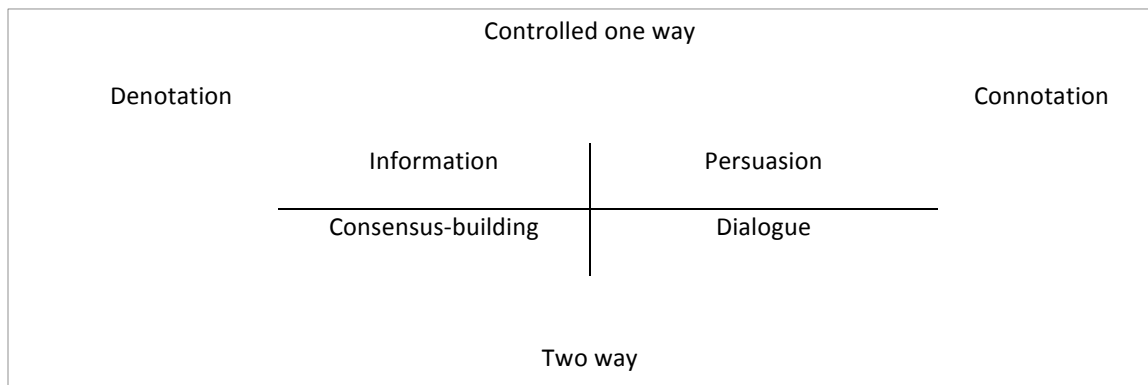 Controlled one way
Denotation Connotation
Information Persuasion
Consensus-building Dialogue
Two way